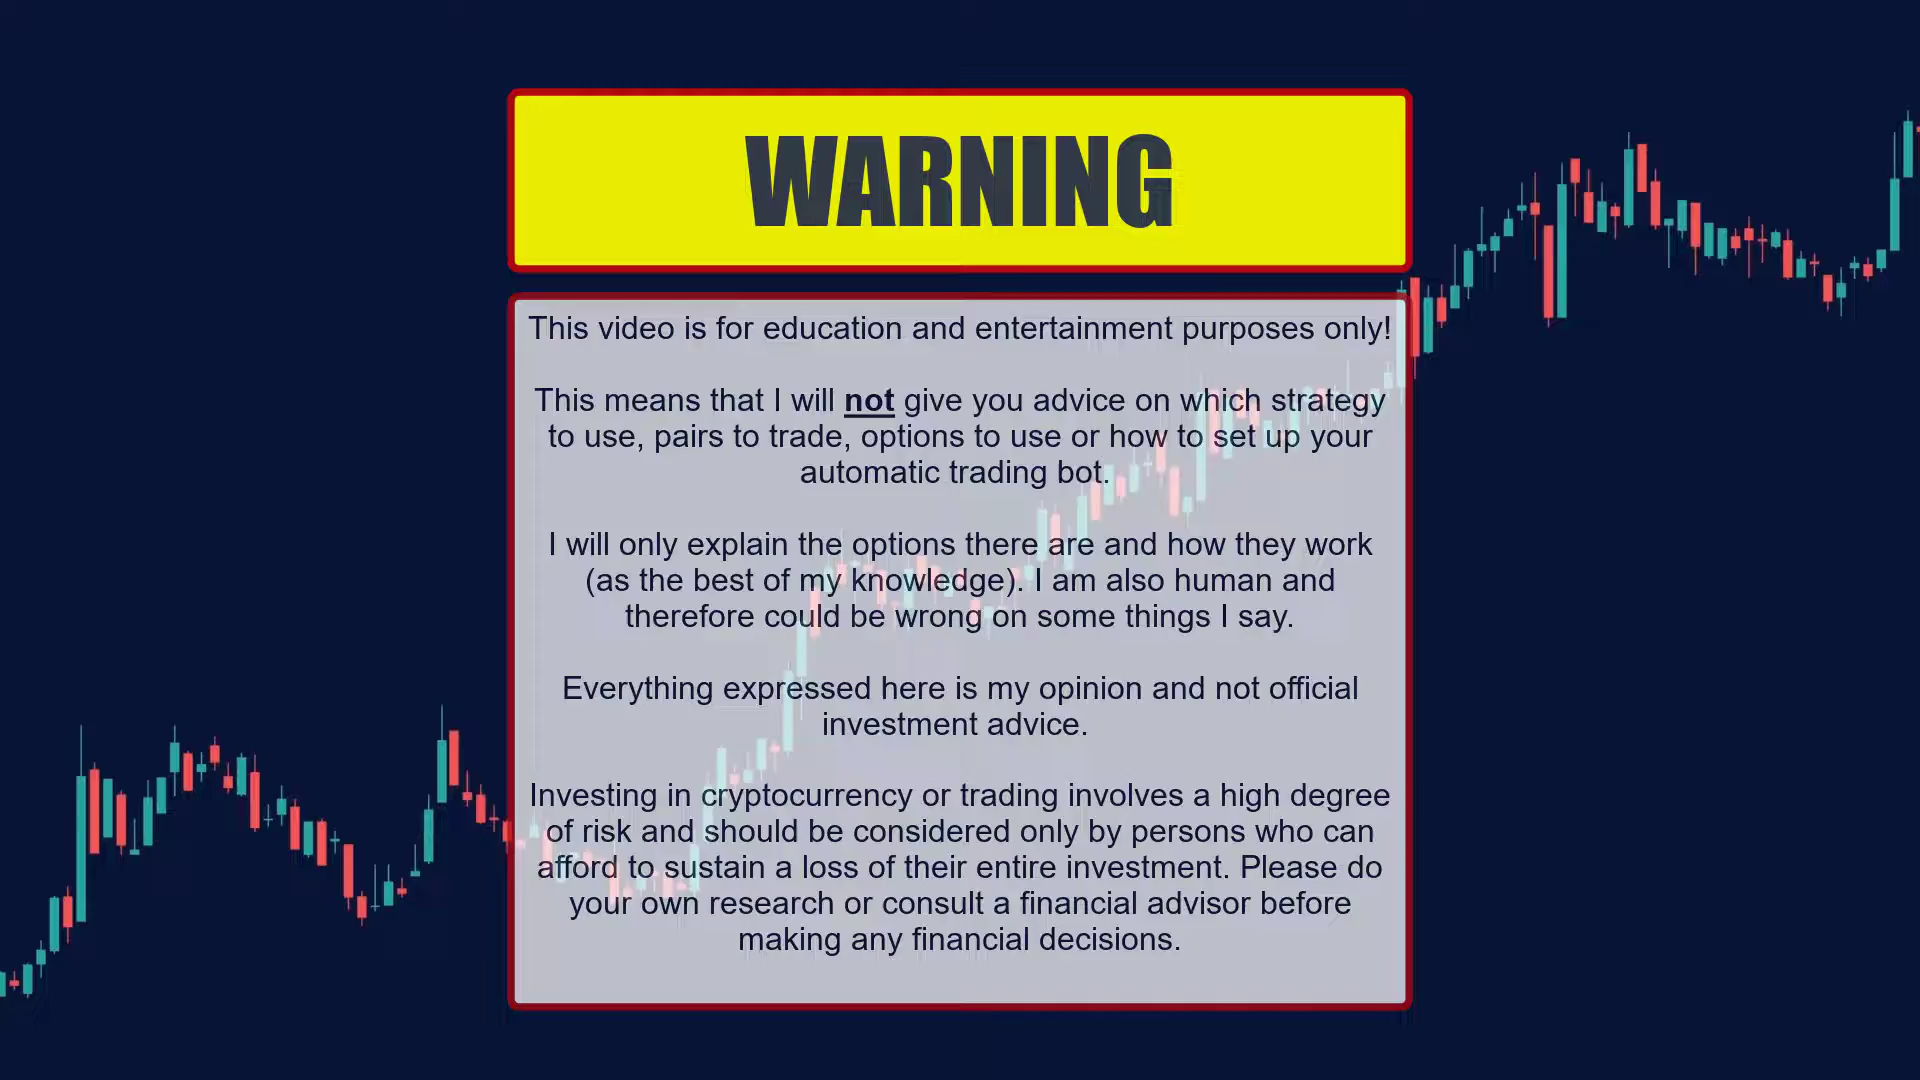 WARNING
This video is for education and entertainment purposes only!
This means that I will not give you advice on which strategy
to use, pairs to trade, options to use or how to set up your
automatic trading bot.
I will only explain the options there are and how they work
(as the best of my knowledge). I am also human and
therefore could be wrong on some things I say.
Everything expressed here is my opinion and not official
investment advice.
Investing in cryptocurrency or trading involves a high degree
of risk and should be considered only by persons who can
afford to sustain a loss of their entire investment. Please do
your own research or consult a financial advisor before
making any financial decisions.